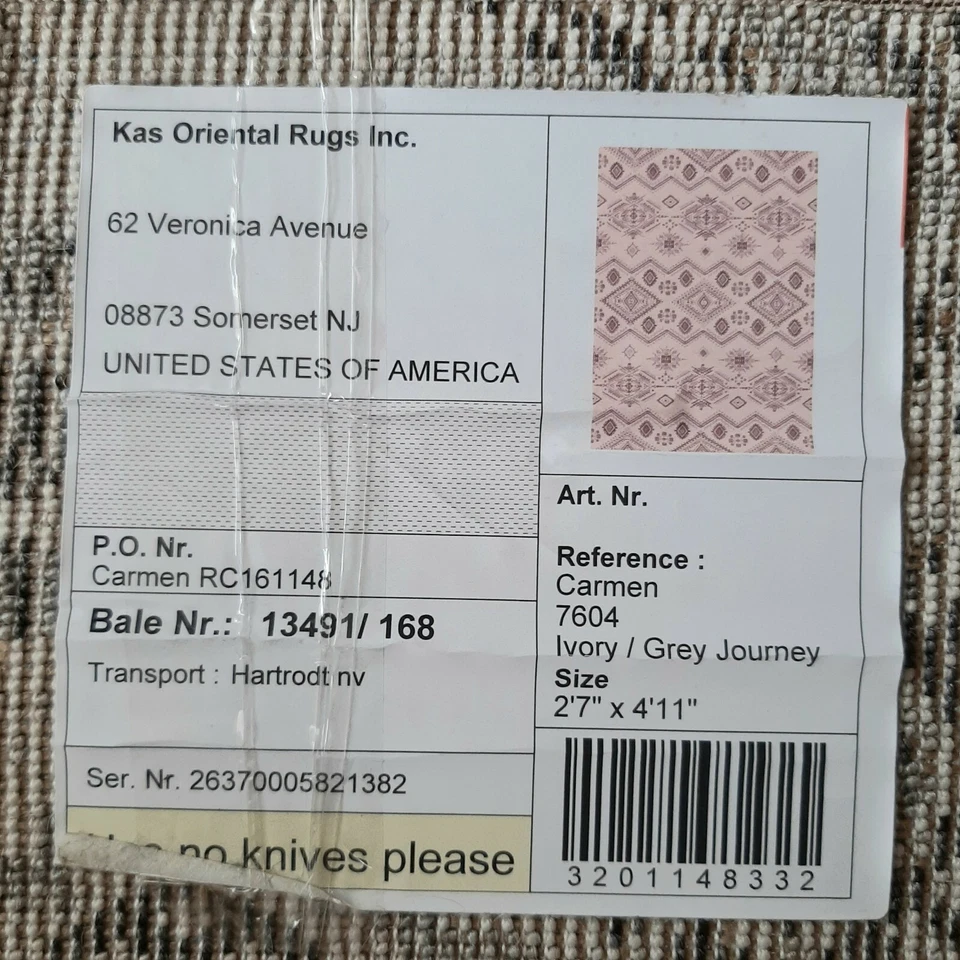 Kas Oriental Rugs Inc.
62 Veronica Avenue
08873 Somerset NJ
UNITED STATES OF AMERICA
P.O. Nr.
Carmen RC161148
Bale Nr.: 13491/ 168
Transport : Hartrodt nv
Ser. Nr. 26370005821382
no knives please
Art. Nr.
Reference :
Carmen
7604
Ivory / Grey Journey
Size
2'7" x 4'11"
3201148332